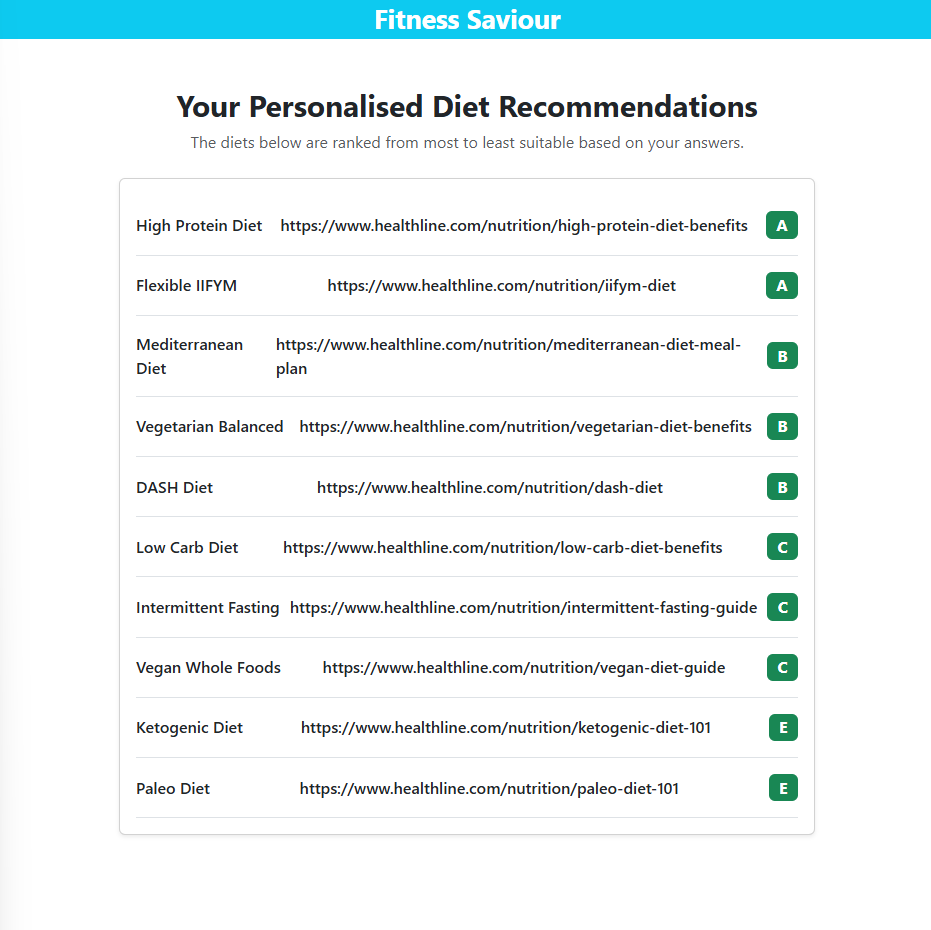 Fitness Saviour
Your Personalised Diet Recommendations
The diets below are ranked from most to least suitable based on your answers.
High Protein Diet https://www.healthline.com/nutrition/high-protein-diet-benefits A
Flexible IIFYM https://www.healthline.com/nutrition/iifym-diet A
Mediterranean Diet https://www.healthline.com/nutrition/mediterranean-diet-meal-plan B
Vegetarian Balanced https://www.healthline.com/nutrition/vegetarian-diet-benefits B
DASH Diet https://www.healthline.com/nutrition/dash-diet B
Low Carb Diet https://www.healthline.com/nutrition/low-carb-diet-benefits C
Intermittent Fasting https://www.healthline.com/nutrition/intermittent-fasting-guide C
Vegan Whole Foods https://www.healthline.com/nutrition/vegan-diet-guide C
Ketogenic Diet https://www.healthline.com/nutrition/ketogenic-diet-101 E
Paleo Diet https://www.healthline.com/nutrition/paleo-diet-101 E